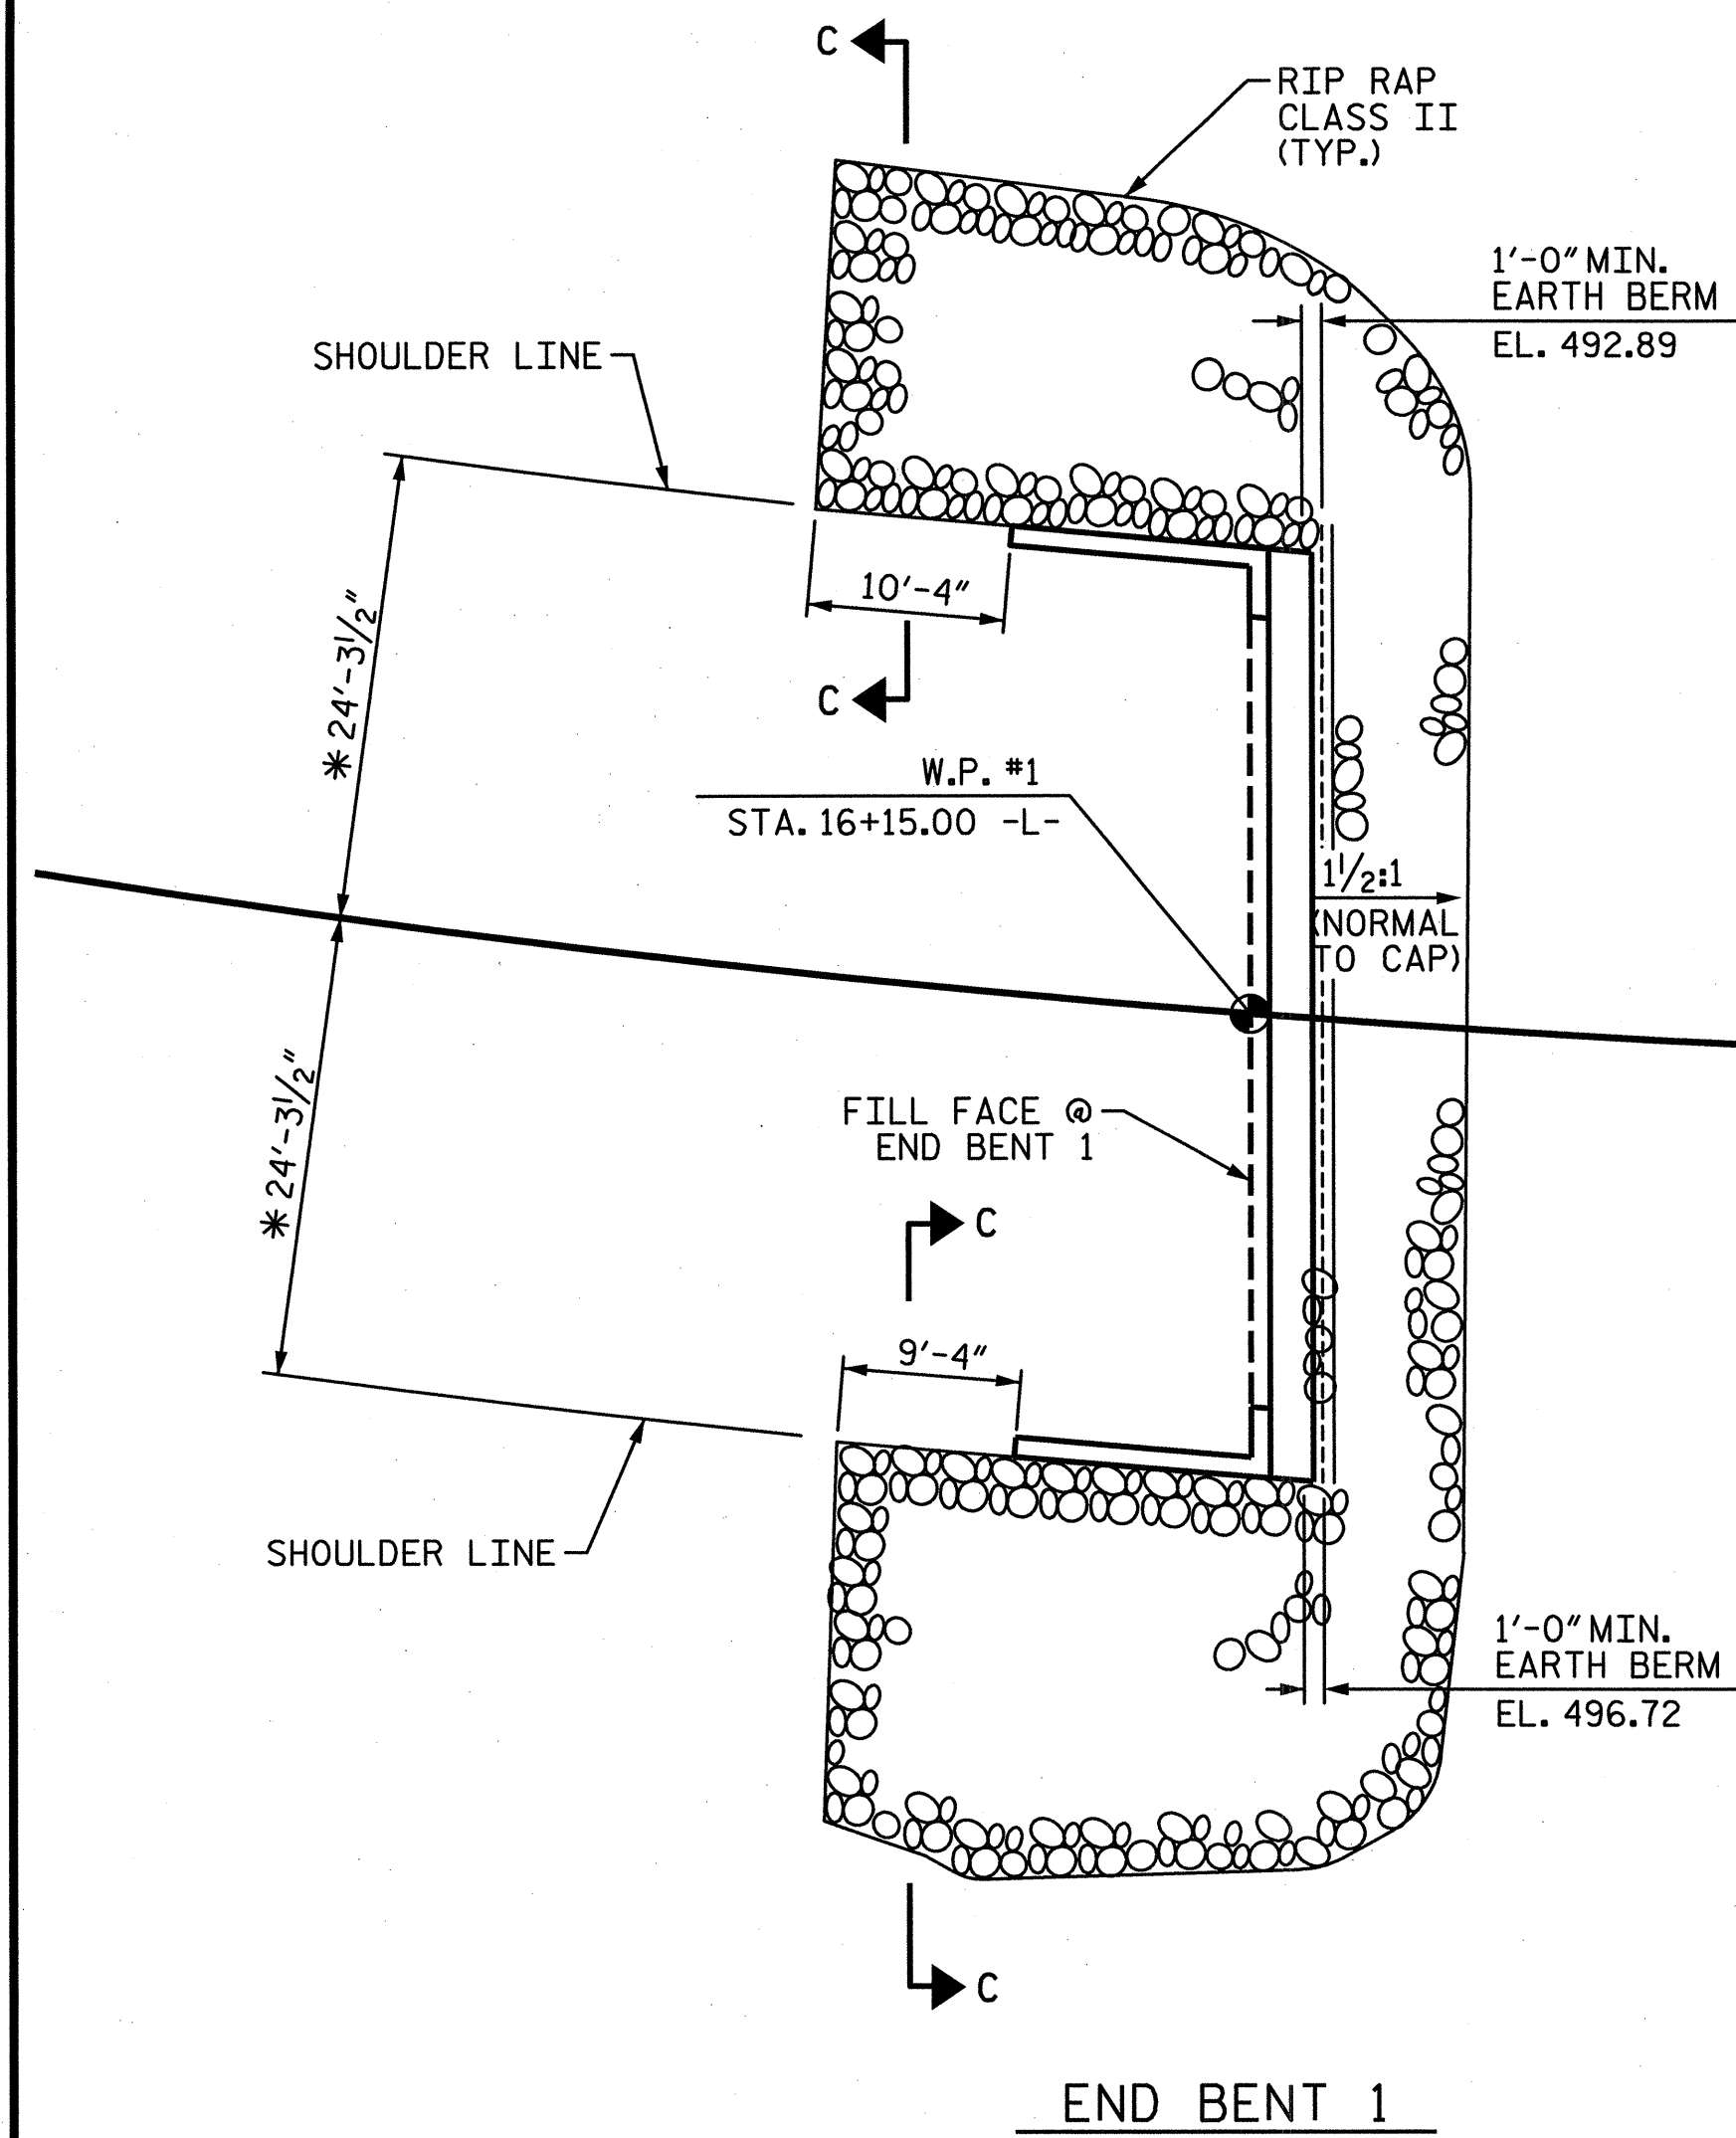 C
RIP RAP
CLASS II
(TYP.)
1'-0" MIN.
EARTH BERM
EL. 492.89
SHOULDER LINE
10'-4"
*24'-3½"
C
W.P. #1
STA. 16+15.00 -L-
1½:1
(NORMAL
TO CAP)
FILL FACE @
END BENT 1
*24'-3½"
C
9'-4"
SHOULDER LINE
1'-0" MIN.
EARTH BERM
EL. 496.72
C
END BENT 1